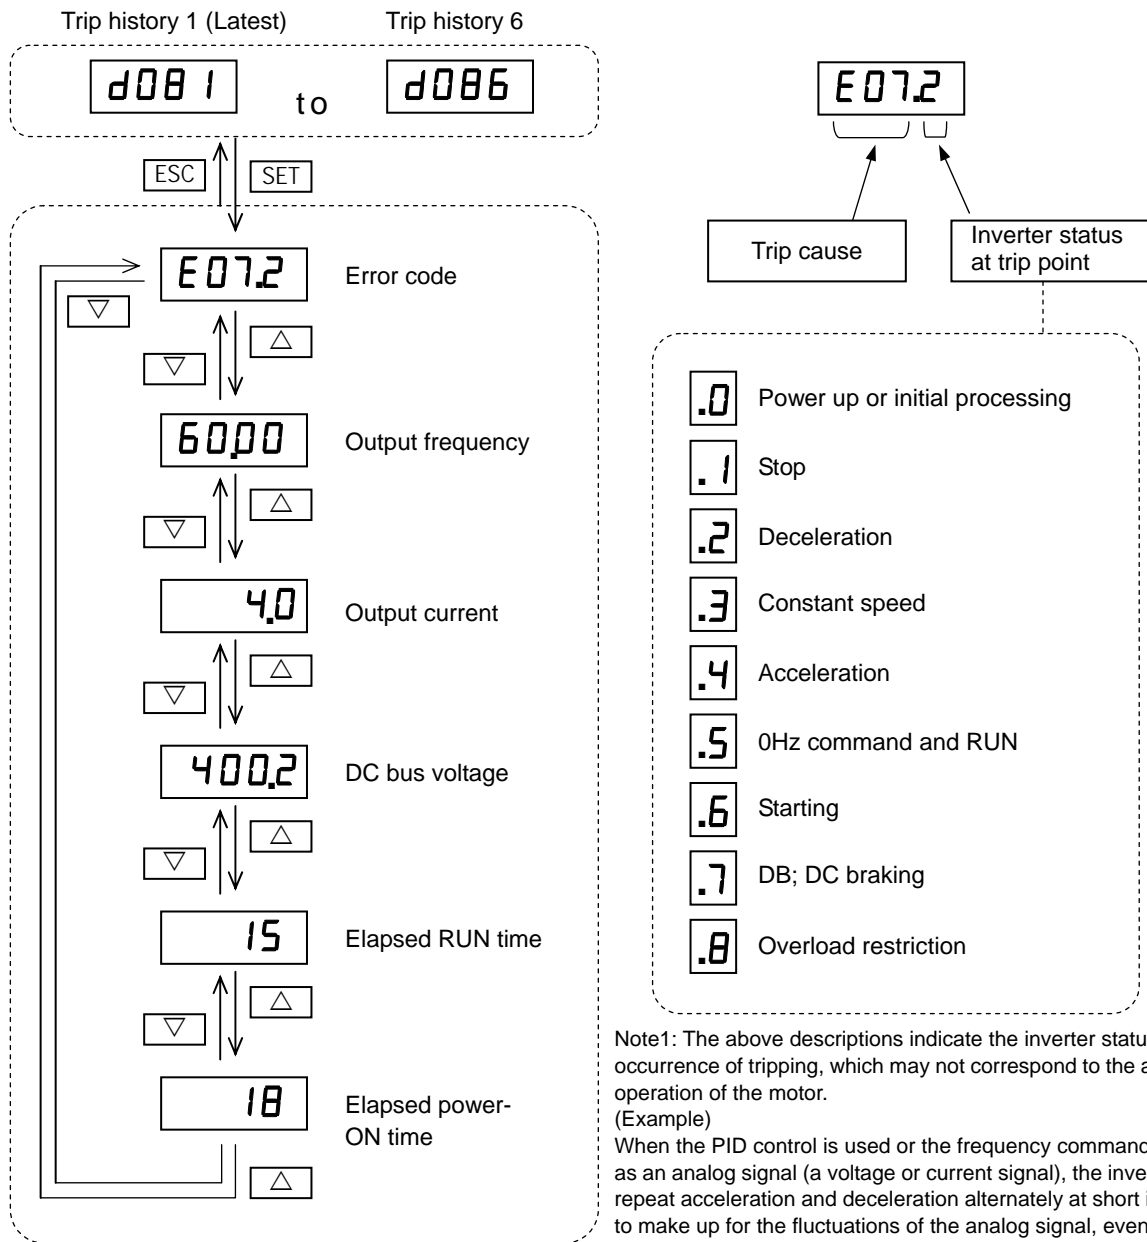 Trip history 1 (Latest) Trip history 6
d081 to d086
ESC SET
E07.2 Error code
60.00 Output frequency
4.0 Output current
400.2 DC bus voltage
15 Elapsed RUN time
18 Elapsed power-
ON time
E07.2
Trip cause
Inverter status
at trip point
.0 Power up or initial processing
.1 Stop
.2 Deceleration
.3 Constant speed
.4 Acceleration
.5 0Hz command and RUN
.6 Starting
.7 DB; DC braking
.8 Overload restriction
Note1: The above descriptions indicate the inverter statu
occurrence of tripping, which may not correspond to the a
operation of the motor.
(Example)
When the PID control is used or the frequency command
as an analog signal (a voltage or current signal), the inve
repeat acceleration and deceleration alternately at short i
to make up for the fluctuations of the analog signal, even